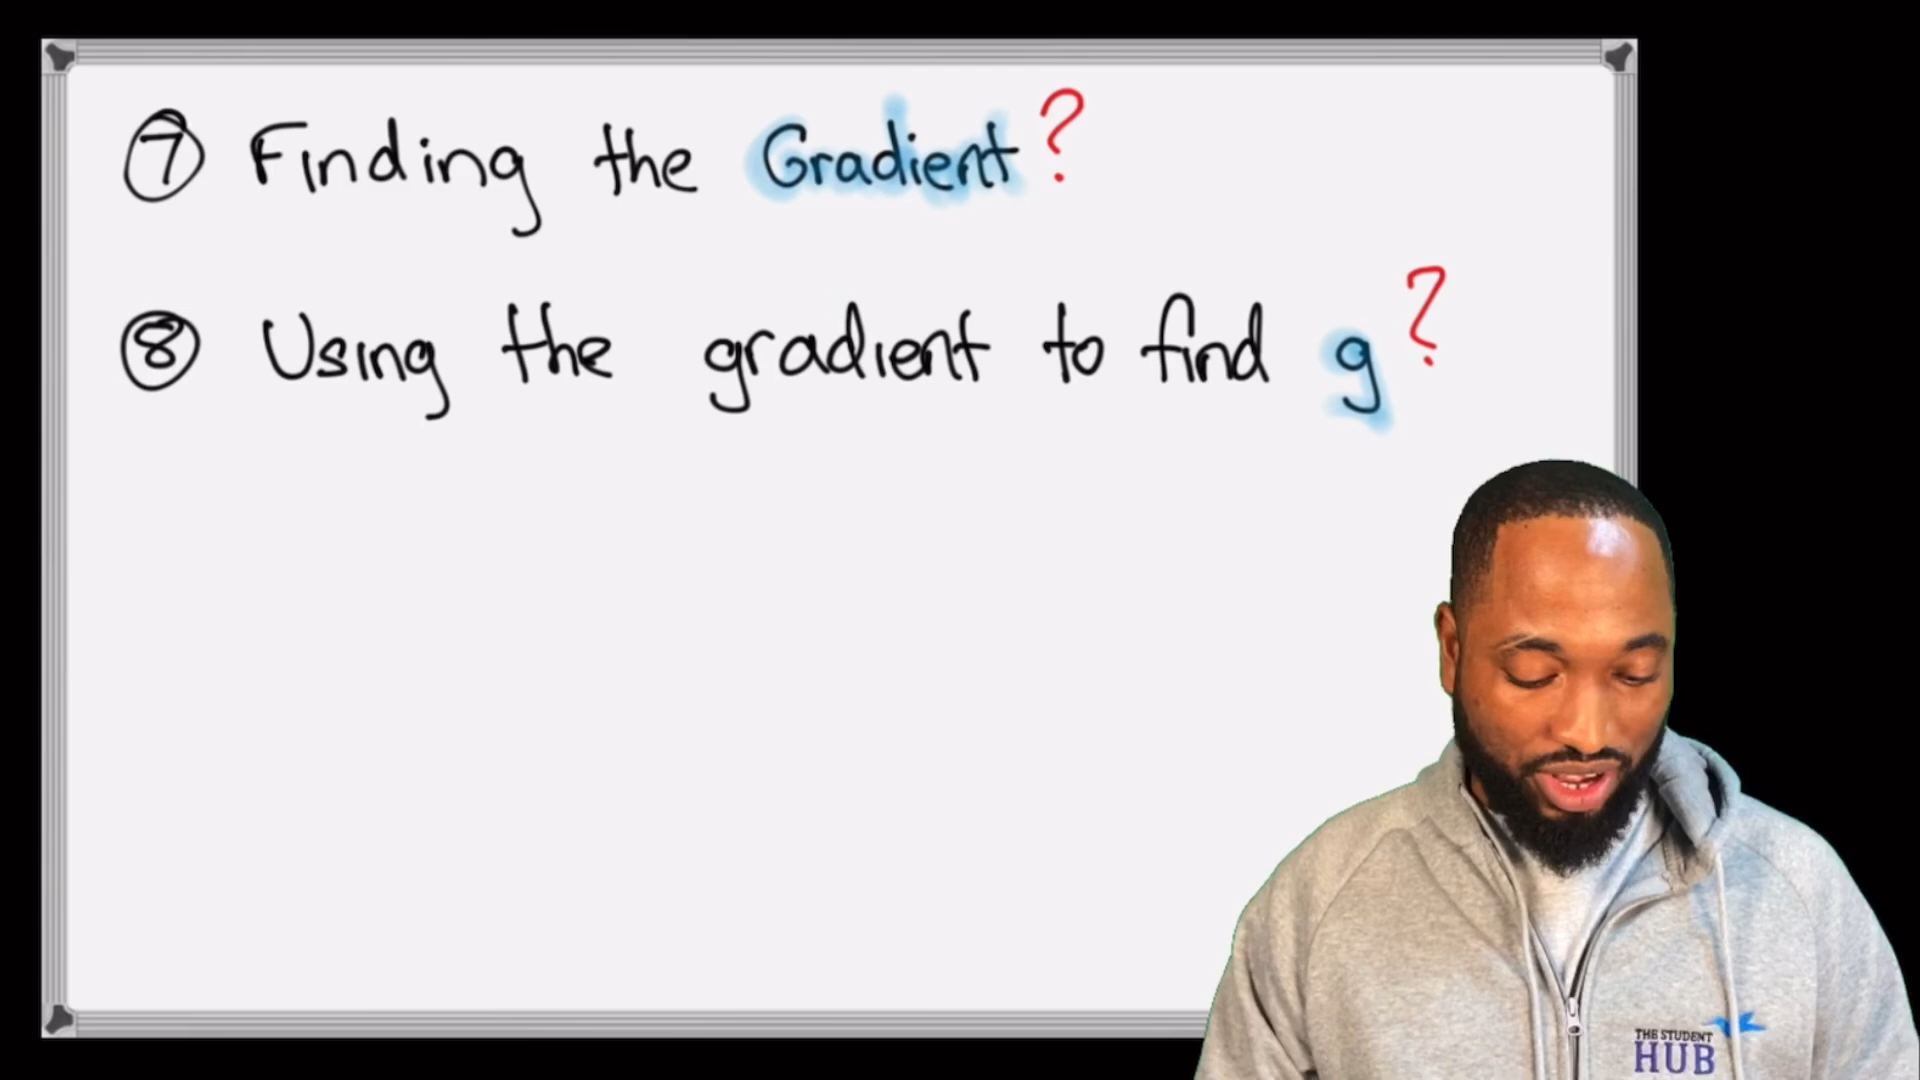 ⑦ Finding the Gradient?
⑧ Using the gradient to find g?
THE STUDENT
HUB